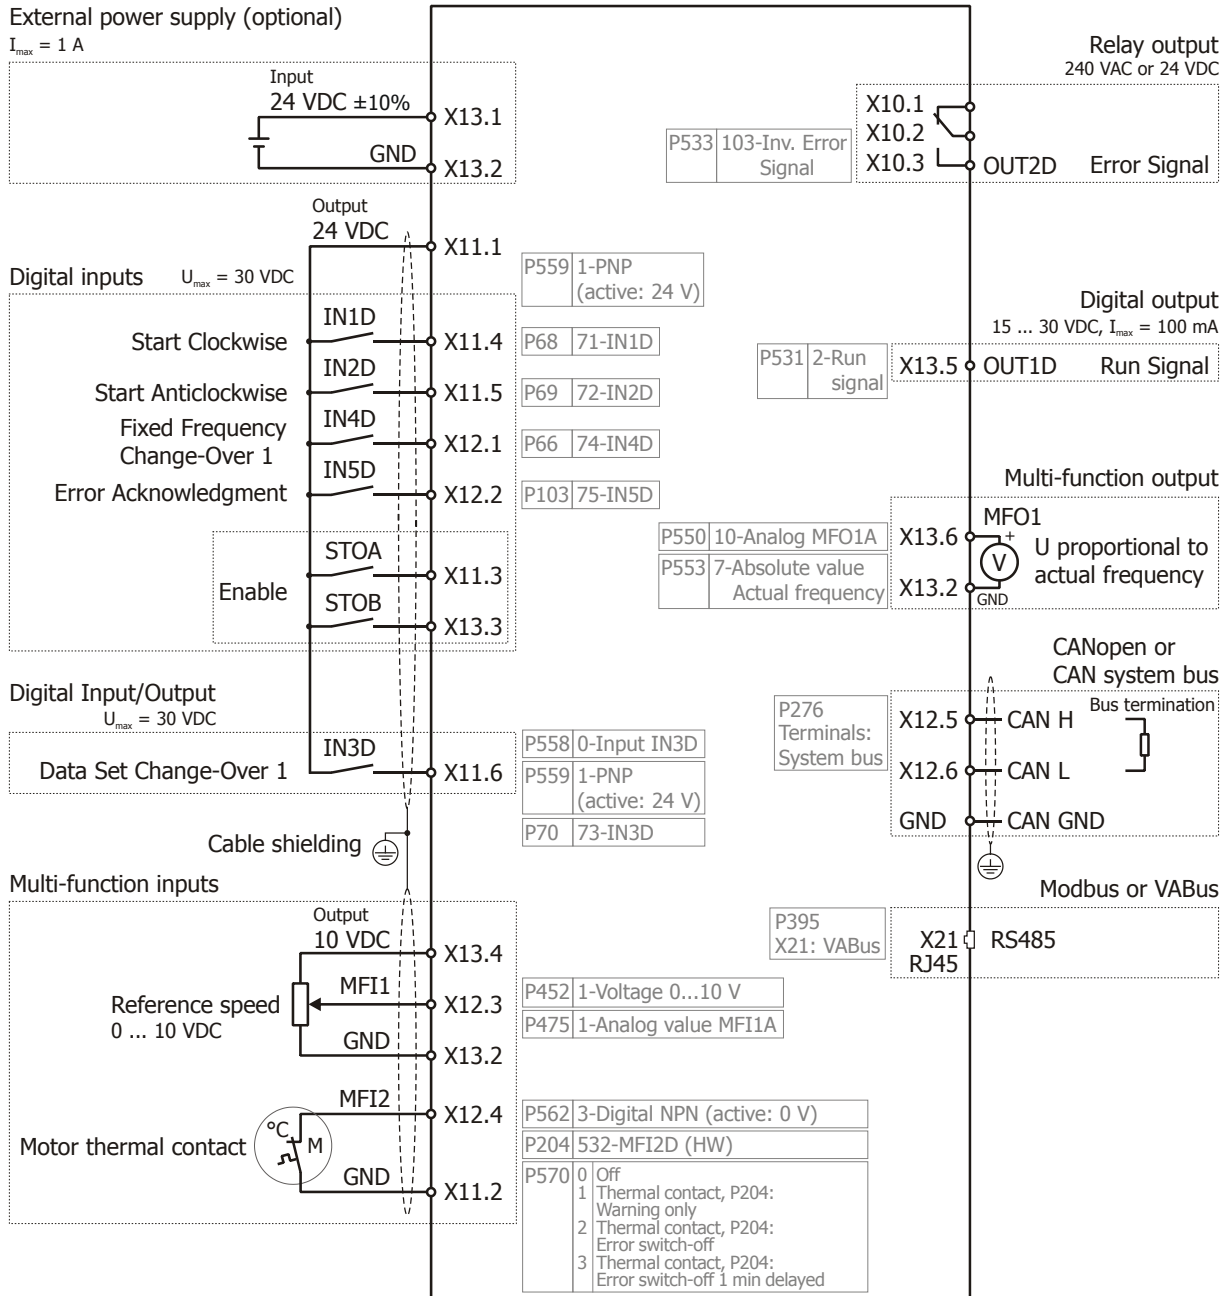 External power supply (optional)
Imax = 1 A
Input
24 VDC ±10%
X13.1
GND
X13.2
Output
24 VDC
X11.1
Digital inputs Umax = 30 VDC
P559 1-PNP
(active: 24 V)
IN1D
Start Clockwise
X11.4
P68 71-IN1D
IN2D
Start Anticlockwise
X11.5
P69 72-IN2D
Fixed Frequency
Change-Over 1
IN4D
X12.1
P66 74-IN4D
IN5D
Error Acknowledgment
X12.2
P103 75-IN5D
Enable
STOA
X11.3
STOB
X13.3
Digital Input/Output
Umax = 30 VDC
IN3D
Data Set Change-Over 1
X11.6
P558 0-Input IN3D
P559 1-PNP
(active: 24 V)
P70 73-IN3D
Cable shielding
Multi-function inputs
Output
10 VDC
X13.4
MFI1
Reference speed
0 ... 10 VDC
X12.3
P452 1-Voltage 0...10 V
P475 1-Analog value MFI1A
GND
X13.2
MFI2
X12.4
Motor thermal contact
°C
M
GND
X11.2
P562 3-Digital NPN (active: 0 V)
P204 532-MFI2D (HW)
P570 0 Off
1 Thermal contact, P204:
Warning only
2 Thermal contact, P204:
Error switch-off
3 Thermal contact, P204:
Error switch-off 1 min delayed
Relay output
240 VAC or 24 VDC
X10.1
X10.2
X10.3
P533 103-Inv. Error
Signal
OUT2D Error Signal
Digital output
15 ... 30 VDC, Imax = 100 mA
P531 2-Run
signal
X13.5 OUT1D Run Signal
Multi-function output
MFO1
P550 10-Analog MFO1A
X13.6
+
V
U proportional to
actual frequency
P553 7-Absolute value
Actual frequency
X13.2
GND
CANopen or
CAN system bus
P276
Terminals:
System bus
Bus termination
X12.5 CAN H
X12.6 CAN L
GND CAN GND
Modbus or VABus
P395
X21: VABus
X21 RS485
RJ45